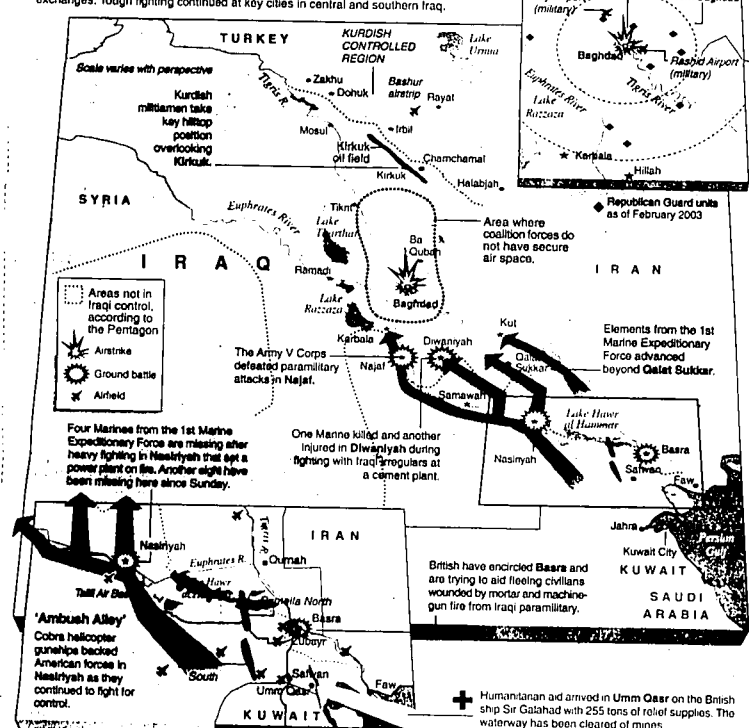 exchanges. Tough fighting continued at key cities in central and southern Iraq.
TURKEY
KURDISH
CONTROLLED
REGION
Lake
Urmia
Scale varies with perspective
Tigris R.
Zakhu
Dohuk
Bashur
airstrip
Rayat
Kurdish
militiamen take
key hilltop
position
overlooking
Kirkuk.
Mosul
Irbil
Kirkuk
oil field
Chamchamal
Kirkuk
Halabjah
(military)
Baghdad
Rashid Airport
(military)
Tigris River
Euphrates River
Lake
Razzaza
Karbala
Hillah
Republican Guard units
as of February 2003
SYRIA
Euphrates River
Tikrit
Lake
Tharthar
Area where
coalition forces do
not have secure
air space.
Ba
Qubah
IRAQ
IRAN
Ramadi
Baghdad
Lake
Razzaza
Areas not in
Iraqi control,
according to
the Pentagon
Airstrike
Ground battle
Airfield
Karbala
Najaf
Diwaniyah
Kut
Qalat
Sukkar
Elements from the 1st
Marine Expeditionary
Force advanced
beyond Qalat Sukkar.
The Army V Corps
defeated paramilitary
attacks in Najaf.
Samawah
Lake Hawr
al Hammar
Four Marines from the 1st Marine
Expeditionary Force are missing after
heavy fighting in Nasiriyah that set a
power plant on fire. Another eight have
been missing here since Sunday.
One Marine killed and another
injured in Diwaniyah during
fighting with Iraqi irregulars at
a cement plant.
Nasiriyah
Basra
Safwan
Faw
Jahra
Kuwait City
Persian
Gulf
KUWAIT
SAUDI
ARABIA
British have encircled Basra and
are trying to aid fleeing civilians
wounded by mortar and machine-
gun fire from Iraqi paramilitary.
IRAN
Nasiriyah
Euphrates R.
Tigris R.
Qurnah
Hawr
Rumeila North
Tallil Air Base
Basra
Zubayr
'Ambush Alley'
Cobra helicopter
gunships backed
American forces in
Nasiriyah as they
continued to fight for
control.
South
Safwan
Umm Qasr
Faw
KUWAIT
Humanitarian aid arrived in Umm Qasr on the British
ship Sir Galahad with 255 tons of relief supplies. The
waterway has been cleared of mines.